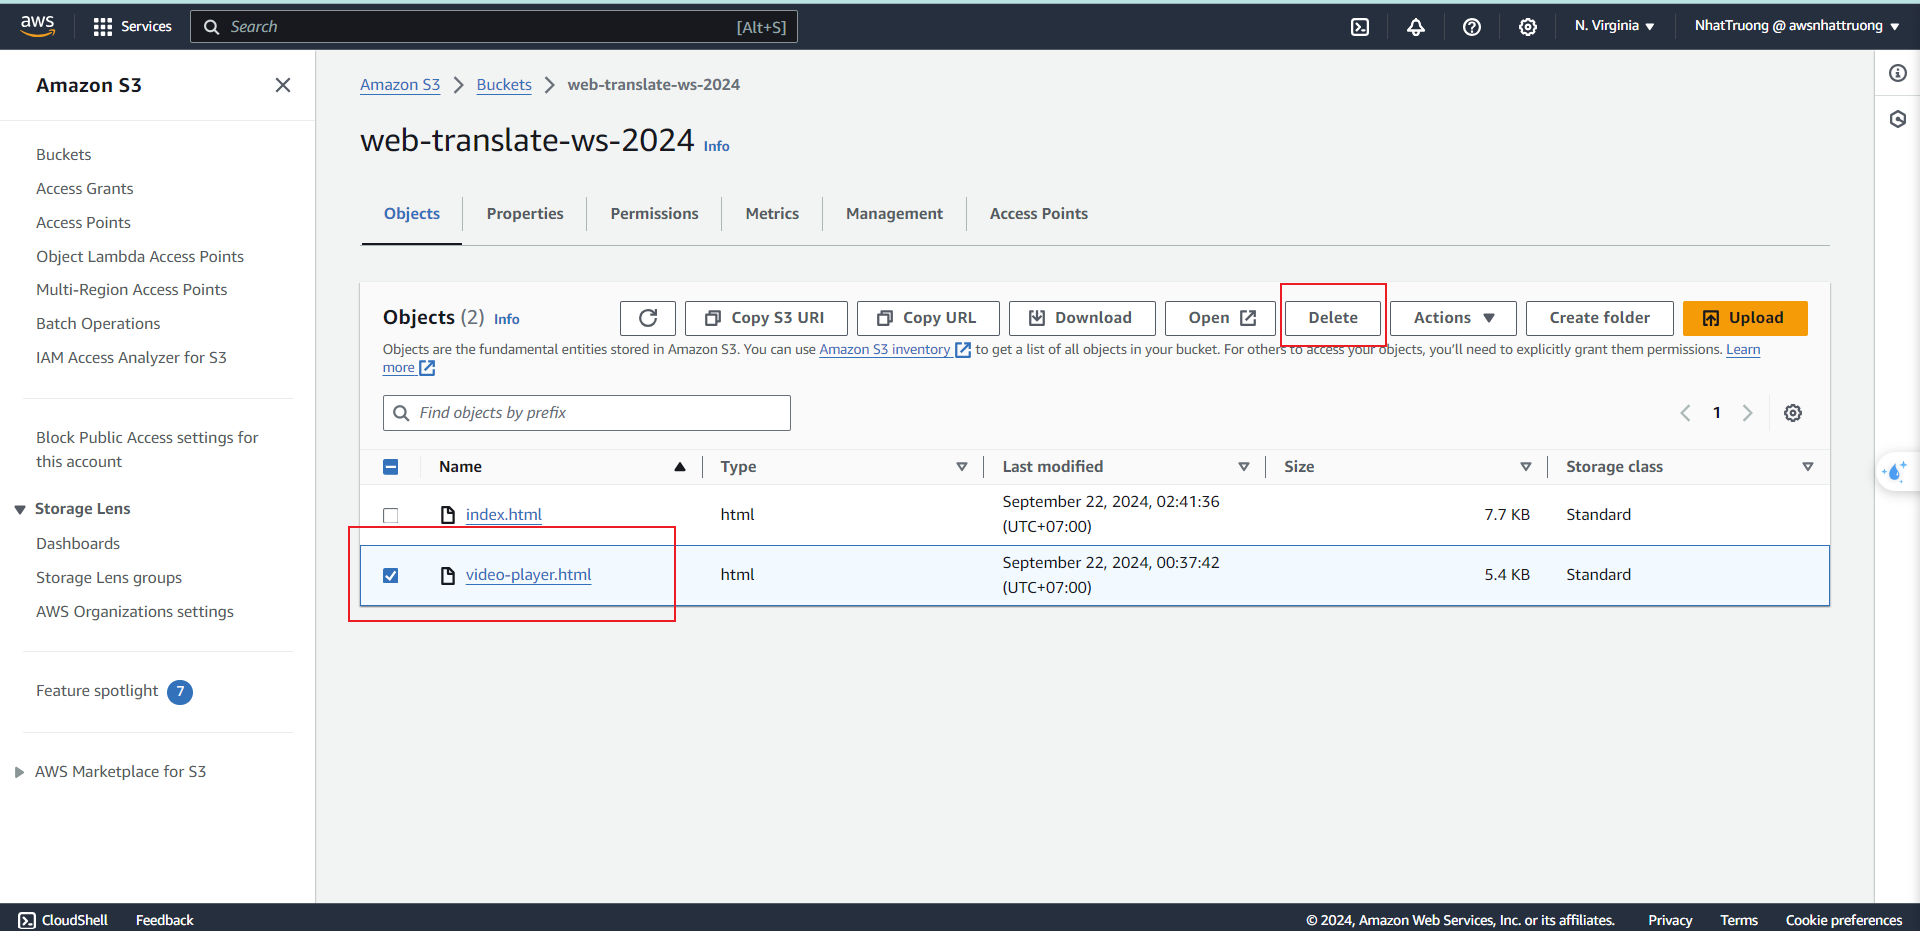 aws
Services
Search
[Alt+S]
N. Virginia
NhatTruong @ awsnhattruong
Amazon S3
Buckets
Access Grants
Access Points
Object Lambda Access Points
Multi-Region Access Points
Batch Operations
IAM Access Analyzer for S3
Block Public Access settings for
this account
Storage Lens
Dashboards
Storage Lens groups
AWS Organizations settings
Feature spotlight 7
AWS Marketplace for S3
Amazon S3 > Buckets > web-translate-ws-2024
web-translate-ws-2024 Info
Objects Properties Permissions Metrics Management Access Points
Objects (2) Info
Copy S3 URI Copy URL Download Open Delete Actions Create folder Upload
Objects are the fundamental entities stored in Amazon S3. You can use Amazon S3 inventory to get a list of all objects in your bucket. For others to access your objects, you’ll need to explicitly grant them permissions. Learn
more
Find objects by prefix
1
Name Type Last modified Size Storage class
index.html html September 22, 2024, 02:41:36 7.7 KB Standard
(UTC+07:00)
video-player.html html September 22, 2024, 00:37:42 5.4 KB Standard
(UTC+07:00)
CloudShell Feedback © 2024, Amazon Web Services, Inc. or its affiliates. Privacy Terms Cookie preferences